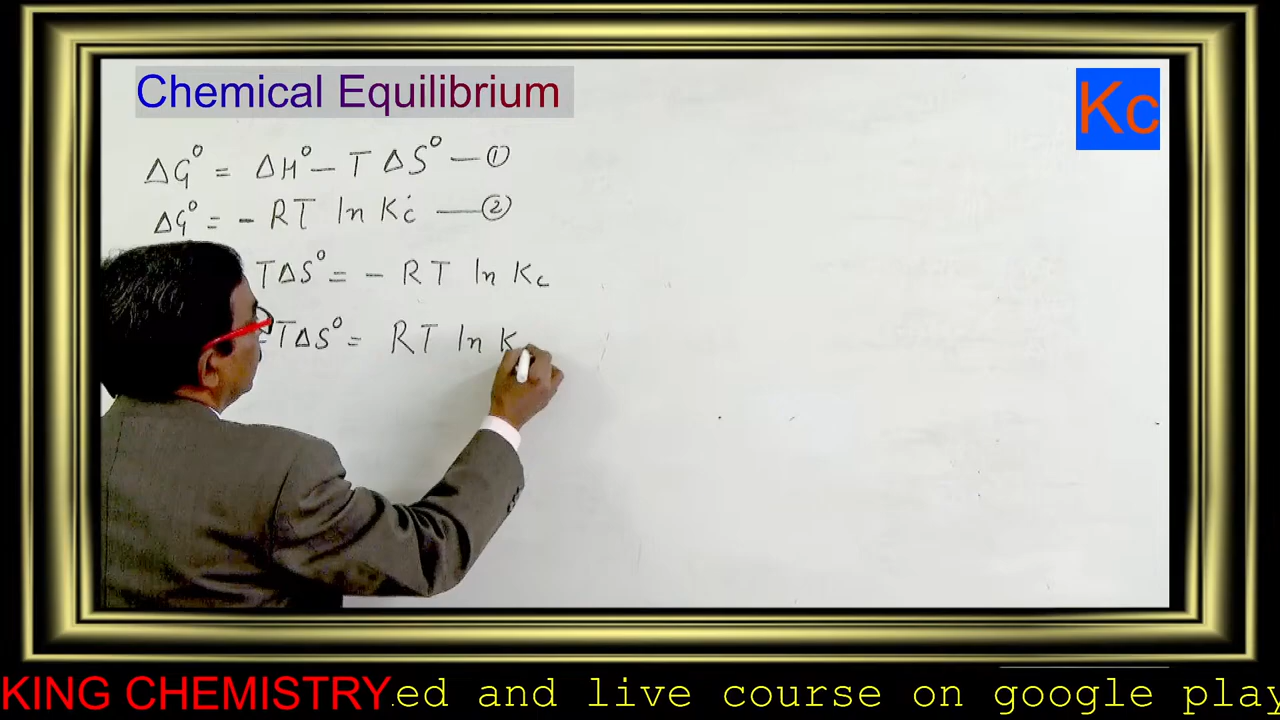 Chemical Equilibrium
Kc
ΔG° = ΔH° – T ΔS° — ①
ΔG° = - RT ln Kc — ②
TΔS° = - RT ln Kc
TΔS° = RT ln K
KING CHEMISTRY ed and live course on google play